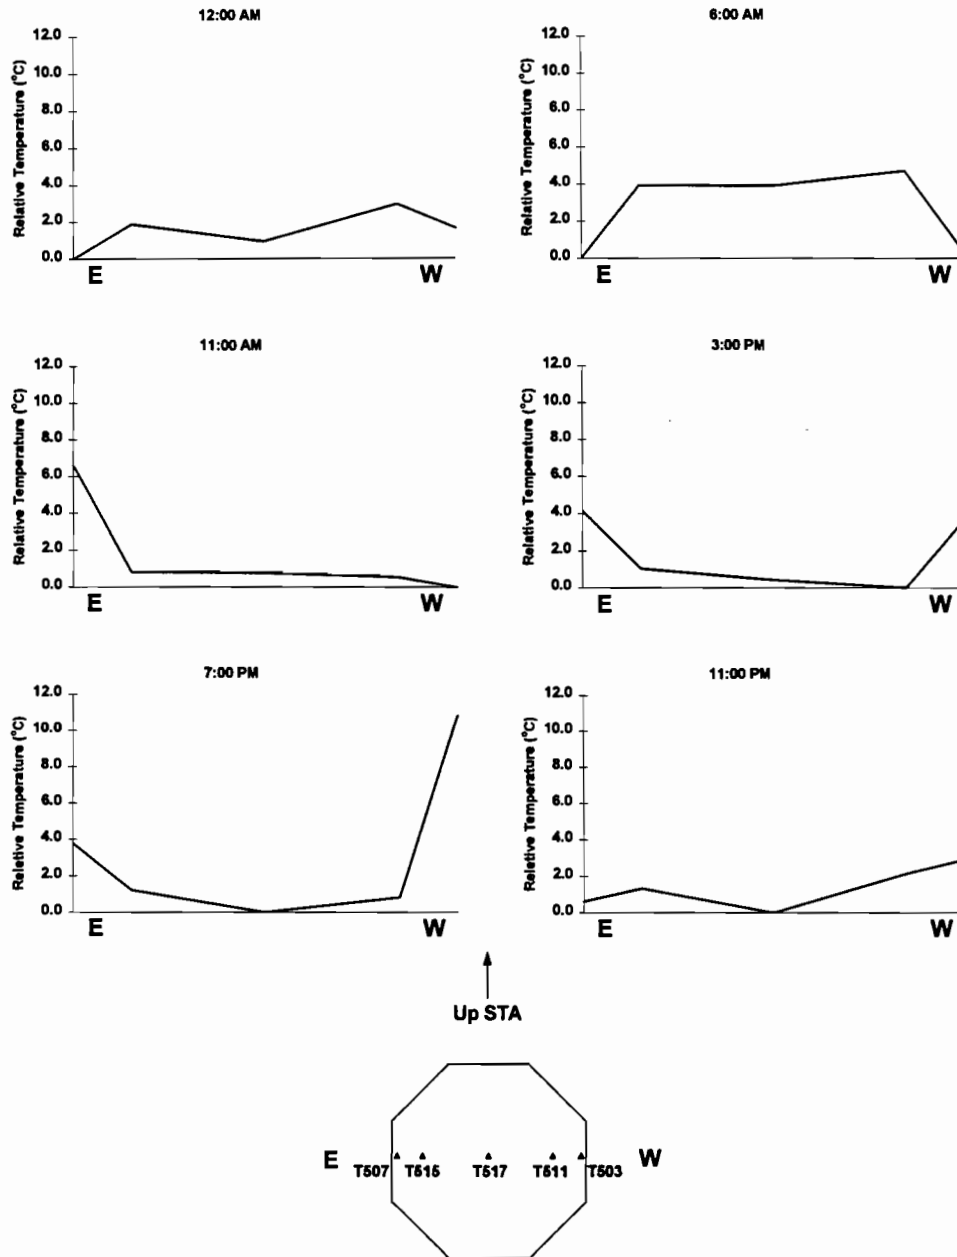 12:00 AM
6:00 AM
Relative Temperature (°C)
12.0
10.0
8.0
6.0
4.0
2.0
0.0
E
W
Relative Temperature (°C)
12.0
10.0
8.0
6.0
4.0
2.0
0.0
E
W
11:00 AM
3:00 PM
Relative Temperature (°C)
12.0
10.0
8.0
6.0
4.0
2.0
0.0
E
W
Relative Temperature (°C)
12.0
10.0
8.0
6.0
4.0
2.0
0.0
E
W
7:00 PM
11:00 PM
Relative Temperature (°C)
12.0
10.0
8.0
6.0
4.0
2.0
0.0
E
W
Relative Temperature (°C)
12.0
10.0
8.0
6.0
4.0
2.0
0.0
E
W
Up STA
E
T507 T515 T517 T511 T503
W